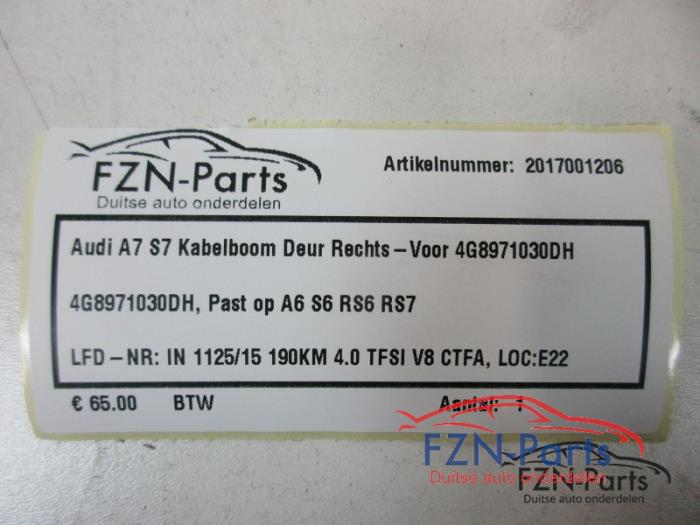 FZN-Parts
Duitse auto onderdelen
Artikelnummer: 2017001206
Audi A7 S7 Kabelboom Deur Rechts-Voor 4G8971030DH
4G8971030DH, Past op A6 S6 RS6 RS7
LFD-NR: IN 1125/15 190KM 4.0 TFSI V8 CTFA, LOC:E22
€ 65.00 BTW Aantal: 1
FZN-Parts
Duitse auto onderdelen
FZN-Parts
Duitse auto onderdelen